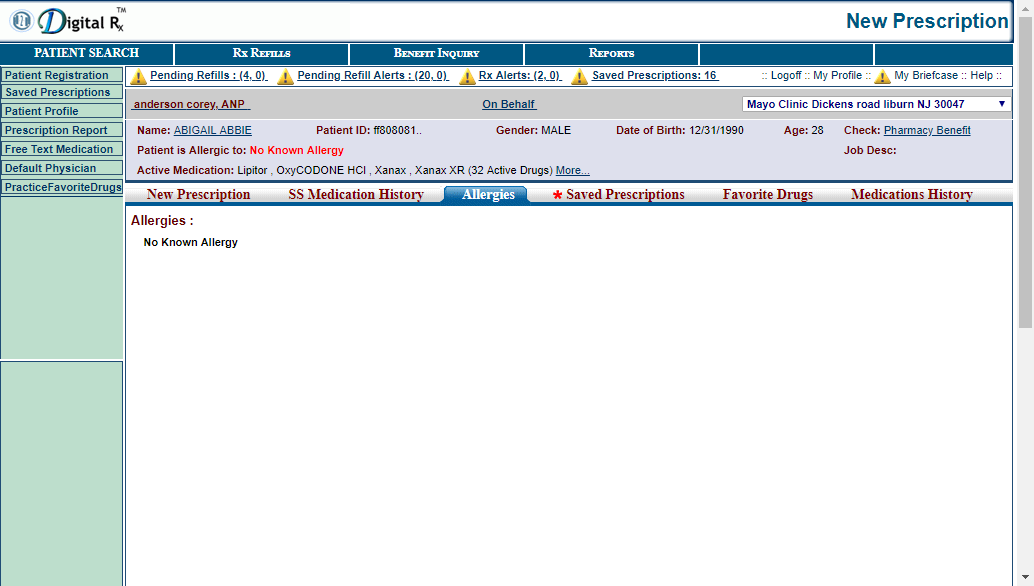 Digital Rx TM
New Prescription
PATIENT SEARCH Rx REFILLS BENEFIT INQUIRY REPORTS
Patient Registration
Saved Prescriptions
Patient Profile
Prescription Report
Free Text Medication
Default Physician
PracticeFavoriteDrugs
Pending Refills : (4, 0) Pending Refill Alerts : (20, 0) Rx Alerts: (2, 0) Saved Prescriptions: 16 :: Logoff :: My Profile :: My Briefcase :: Help ::
anderson corey, ANP On Behalf Mayo Clinic Dickens road liburn NJ 30047
Name: ABIGAIL ABBIE Patient ID: ff808081.. Gender: MALE Date of Birth: 12/31/1990 Age: 28 Check: Pharmacy Benefit
Patient is Allergic to: No Known Allergy Job Desc:
Active Medication: Lipitor , OxyCODONE HCl , Xanax , Xanax XR (32 Active Drugs) More...
New Prescription SS Medication History Allergies * Saved Prescriptions Favorite Drugs Medications History
Allergies :
No Known Allergy